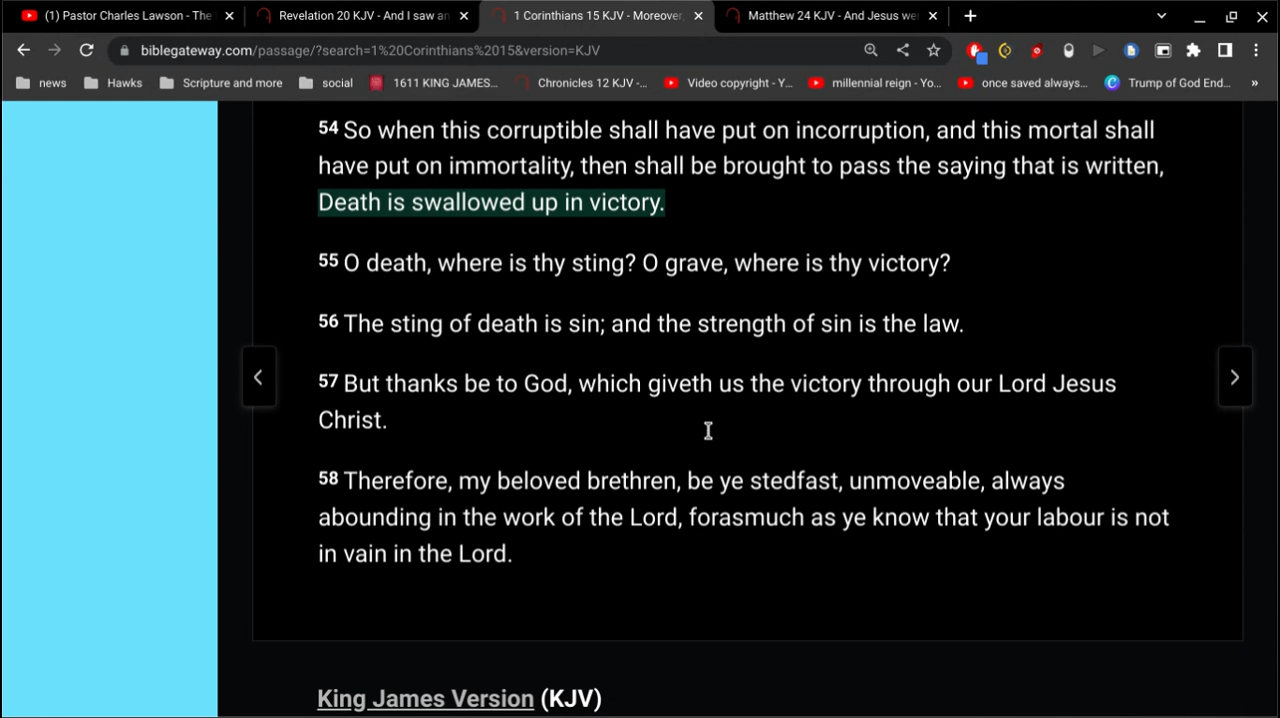 (1) Pastor Charles Lawson - The
Revelation 20 KJV - And I saw an
1 Corinthians 15 KJV - Moreover,
Matthew 24 KJV - And Jesus we
biblegateway.com/passage/?search=1%20Corinthians%2015&version=KJV
news
Hawks
Scripture and more
social
1611 KING JAMES...
Chronicles 12 KJV -...
Video copyright - Y...
millennial reign - Yo...
once saved always...
Trump of God End...
»
54 So when this corruptible shall have put on incorruption, and this mortal shall
have put on immortality, then shall be brought to pass the saying that is written,
Death is swallowed up in victory.
55 O death, where is thy sting? O grave, where is thy victory?
56 The sting of death is sin; and the strength of sin is the law.
57 But thanks be to God, which giveth us the victory through our Lord Jesus
Christ.
58 Therefore, my beloved brethren, be ye stedfast, unmoveable, always
abounding in the work of the Lord, forasmuch as ye know that your labour is not
in vain in the Lord.
King James Version (KJV)